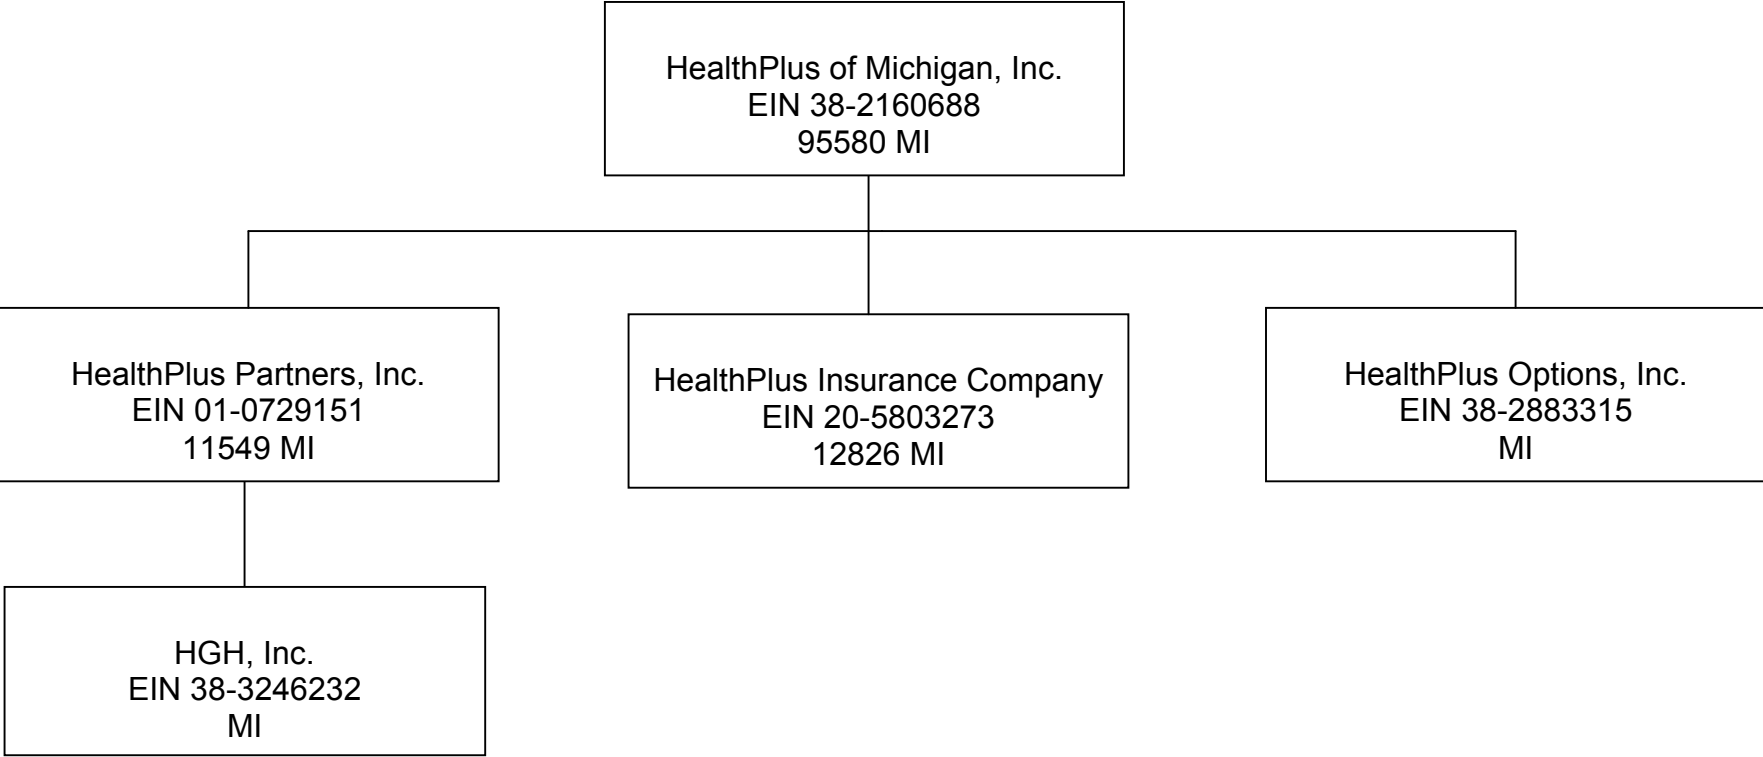 HealthPlus of Michigan, Inc.
EIN 38-2160688
95580 MI
HealthPlus Partners, Inc.
EIN 01-0729151
11549 MI
HealthPlus Insurance Company
EIN 20-5803273
12826 MI
HealthPlus Options, Inc.
EIN 38-2883315
MI
HGH, Inc.
EIN 38-3246232
MI